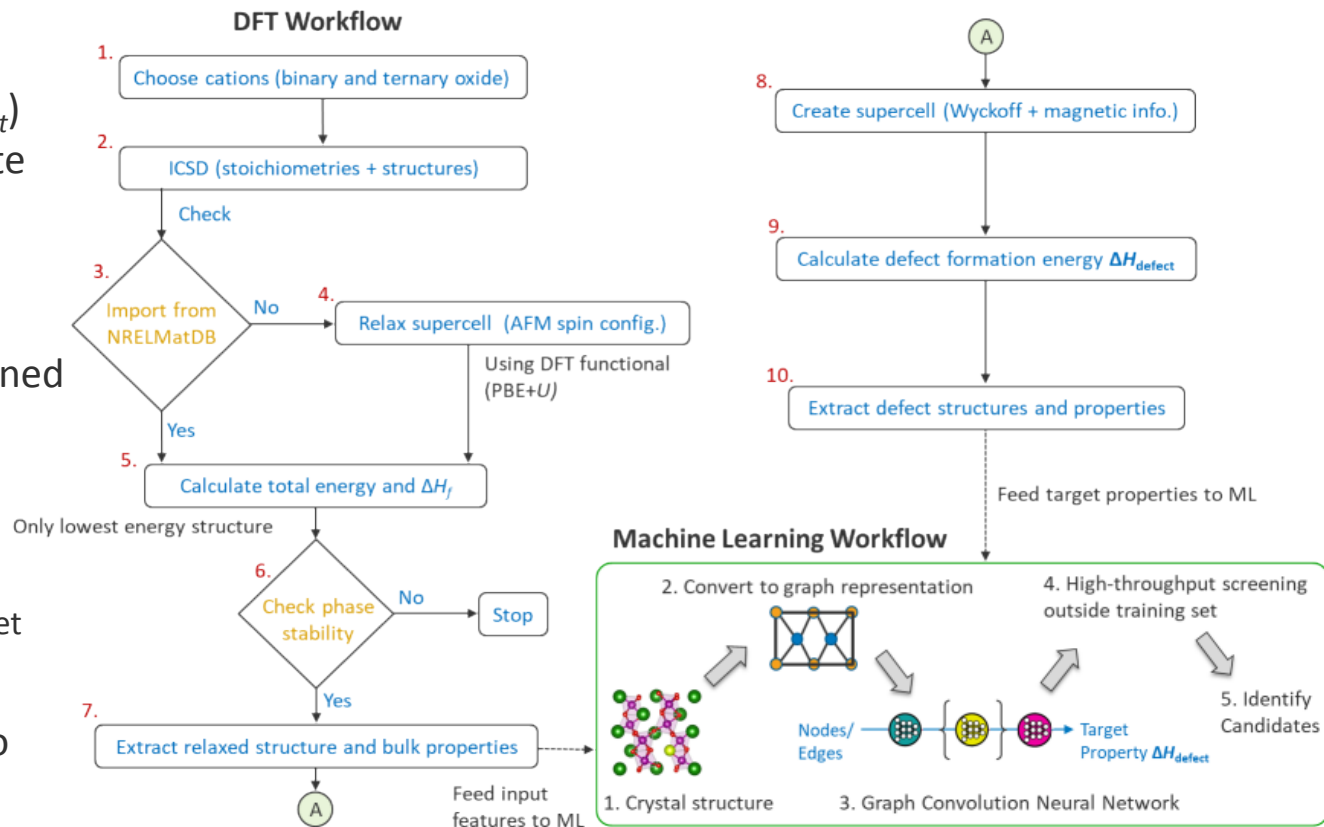 DFT Workflow
1.
Choose cations (binary and ternary oxide)
2.
ICSD (stoichiometries + structures)
Check
3.
Import from
NRELMatDB
No
4.
Relax supercell (AFM spin config.)
Using DFT functional
(PBE+U)
Yes
5.
Calculate total energy and ΔHf
Only lowest energy structure
6.
Check phase
stability
No
Stop
Yes
7.
Extract relaxed structure and bulk properties
A
Feed input
features to ML
A
8.
Create supercell (Wyckoff + magnetic info.)
9.
Calculate defect formation energy ΔHdefect
10.
Extract defect structures and properties
Feed target properties to ML
Machine Learning Workflow
2. Convert to graph representation
4. High-throughput screening
outside training set
5. Identify
Candidates
Nodes/
Edges
Target
Property ΔHdefect
1. Crystal structure
3. Graph Convolution Neural Network
t)
te
ned
et